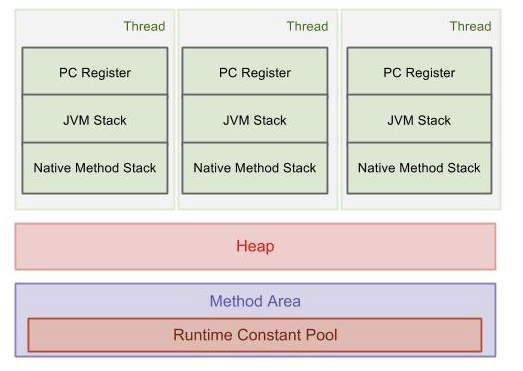 Thread
PC Register
JVM Stack
Native Method Stack
Thread
PC Register
JVM Stack
Native Method Stack
Thread
PC Register
JVM Stack
Native Method Stack
Heap
Method Area
Runtime Constant Pool